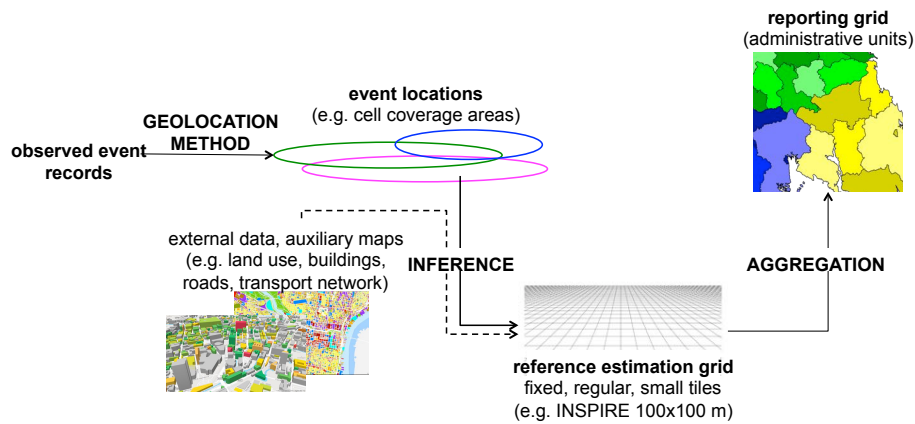 reporting grid
(administrative units)
event locations
(e.g. cell coverage areas)
GEOLOCATION
METHOD
observed event
records
external data, auxiliary maps
(e.g. land use, buildings,
roads, transport network)
INFERENCE
AGGREGATION
reference estimation grid
fixed, regular, small tiles
(e.g. INSPIRE 100x100 m)